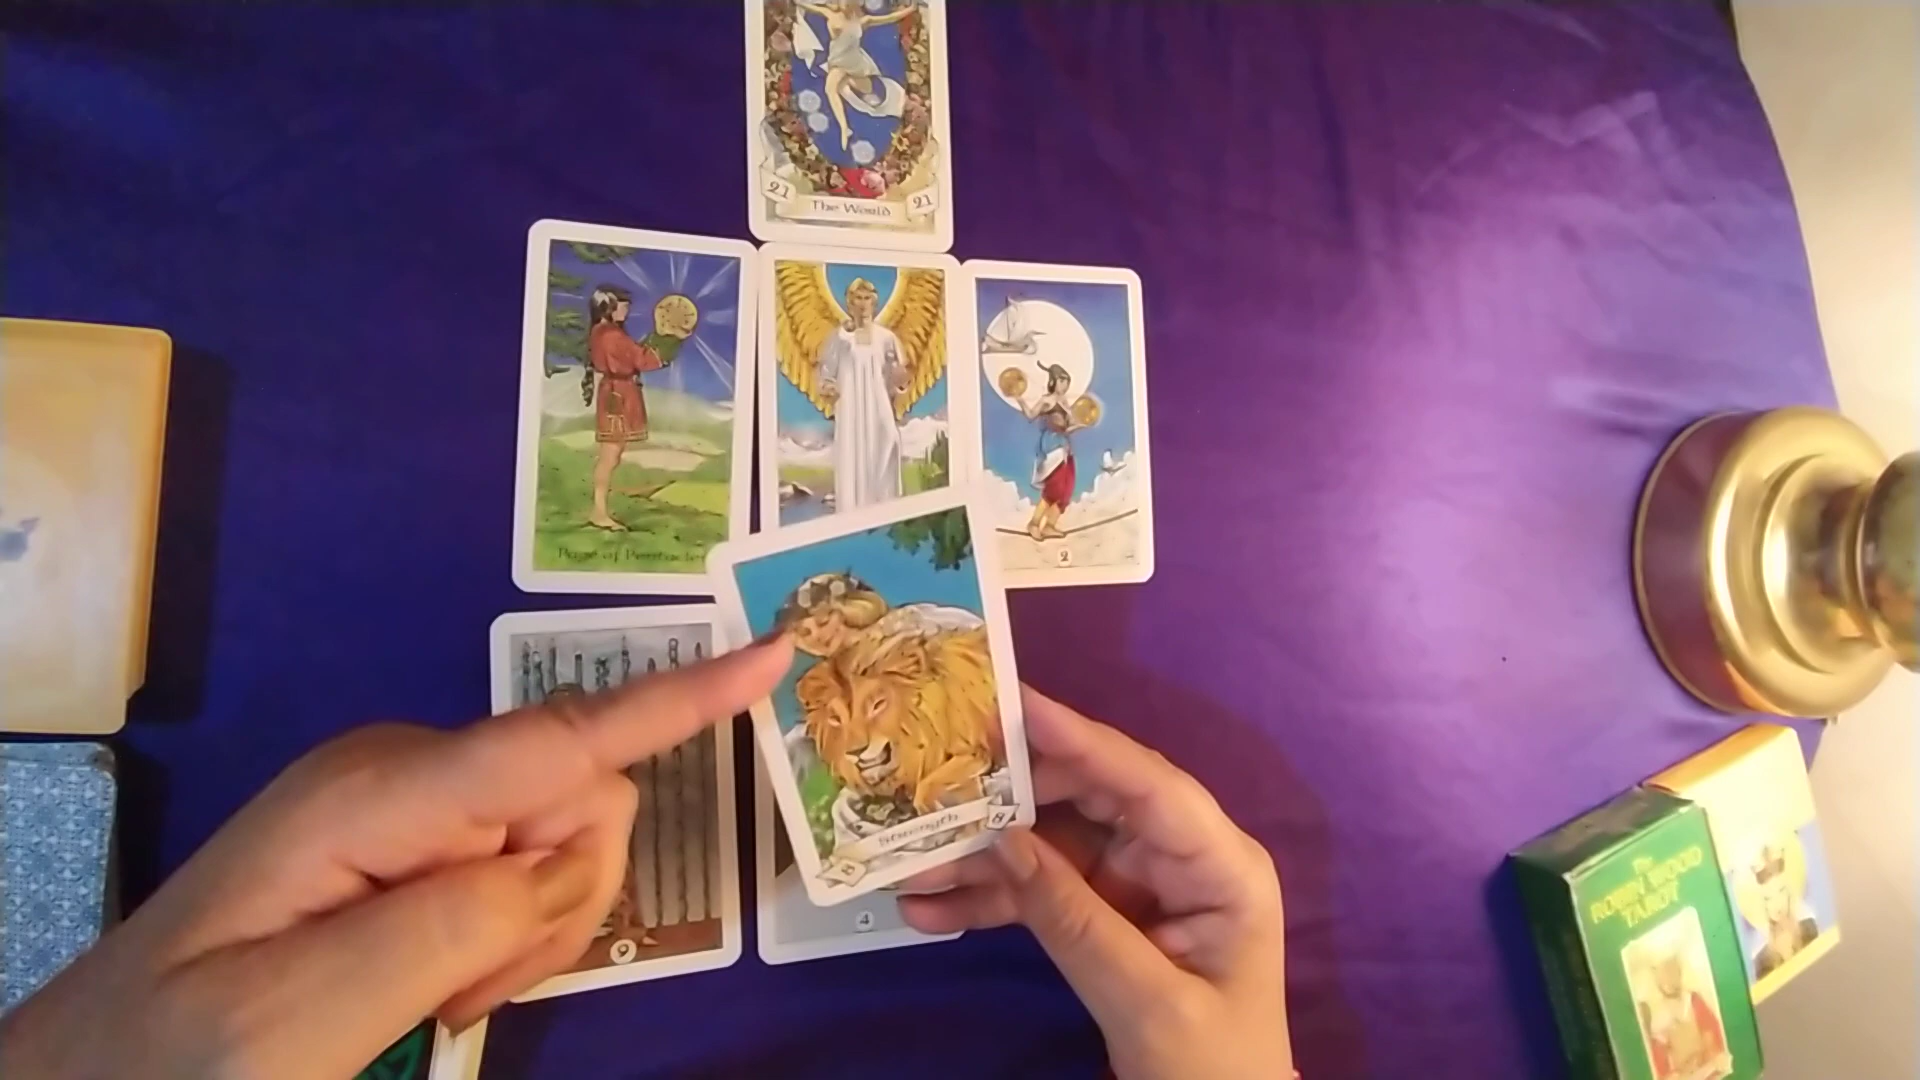 21 21
The World
Page of Pentacles
2
Strength
8 8
9
4
The
ROBIN WOOD
TAROT